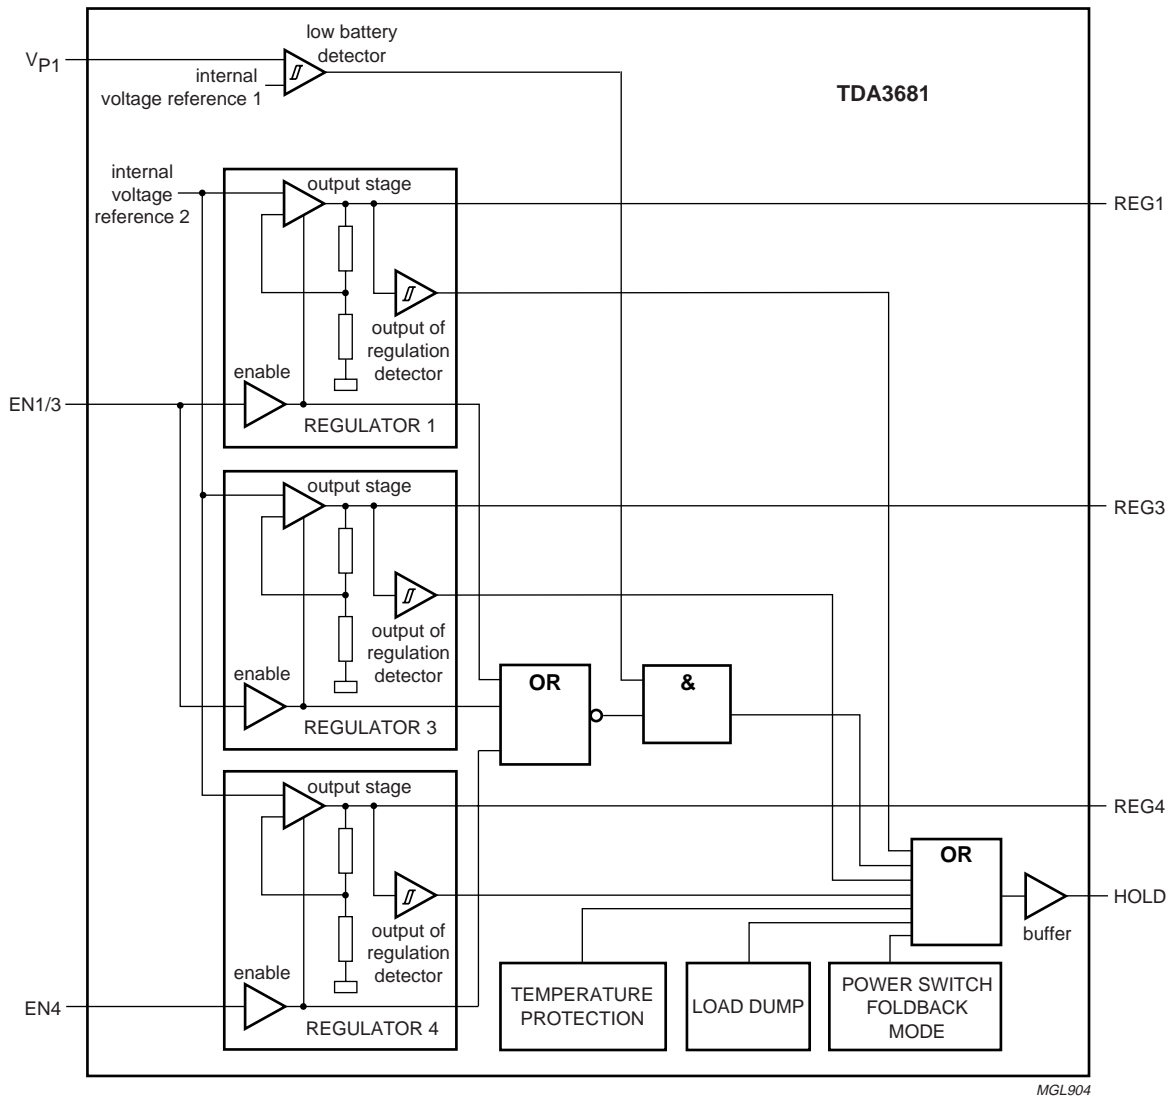 low battery
detector
VP1
internal
voltage reference 1
TDA3681
internal
voltage
reference 2
output stage
REG1
output of
regulation
detector
enable
EN1/3
REGULATOR 1
output stage
REG3
output of
regulation
detector
enable
REGULATOR 3
OR
&
output stage
REG4
OR
HOLD
buffer
output of
regulation
detector
enable
EN4
REGULATOR 4
TEMPERATURE
PROTECTION
LOAD DUMP
POWER SWITCH
FOLDBACK
MODE
MGL904